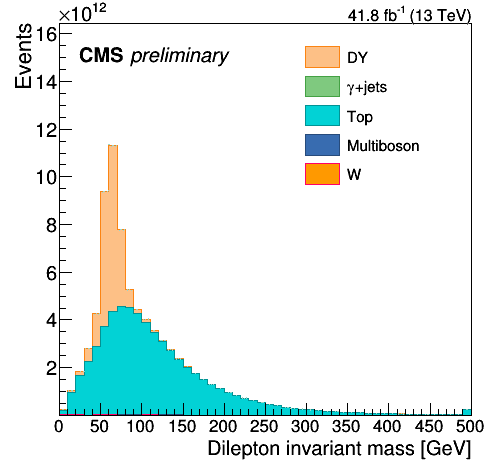 ×10¹²
41.8 fb⁻¹ (13 TeV)
Events
CMS preliminary
DY
γ+jets
Top
Multiboson
W
16
14
12
10
8
6
4
2
0 50 100 150 200 250 300 350 400 450 500
Dilepton invariant mass [GeV]